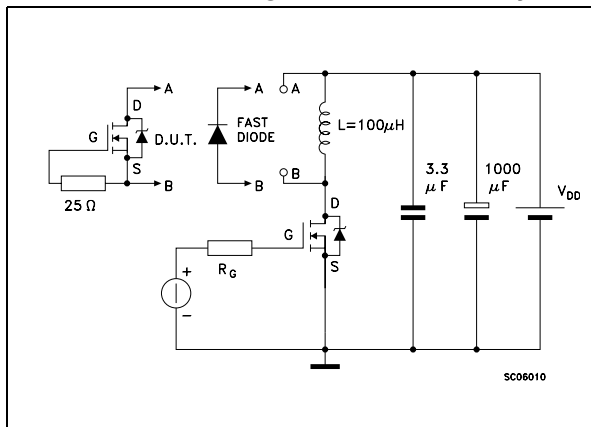 A A A
D
FAST
DIODE
L=100μH
G D.U.T.
S
B B B
25 Ω
D
G
S
RG
+
-
3.3
μF
1000
μF
VDD
SC06010